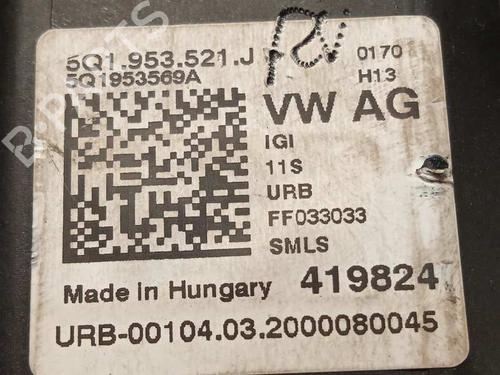 5Q1.953.521.J
0170
5Q1953569A
H13
VW AG
IGI
11S
URB
FF033033
SMLS
Made in Hungary 419824
URB-00104.03.2000080045